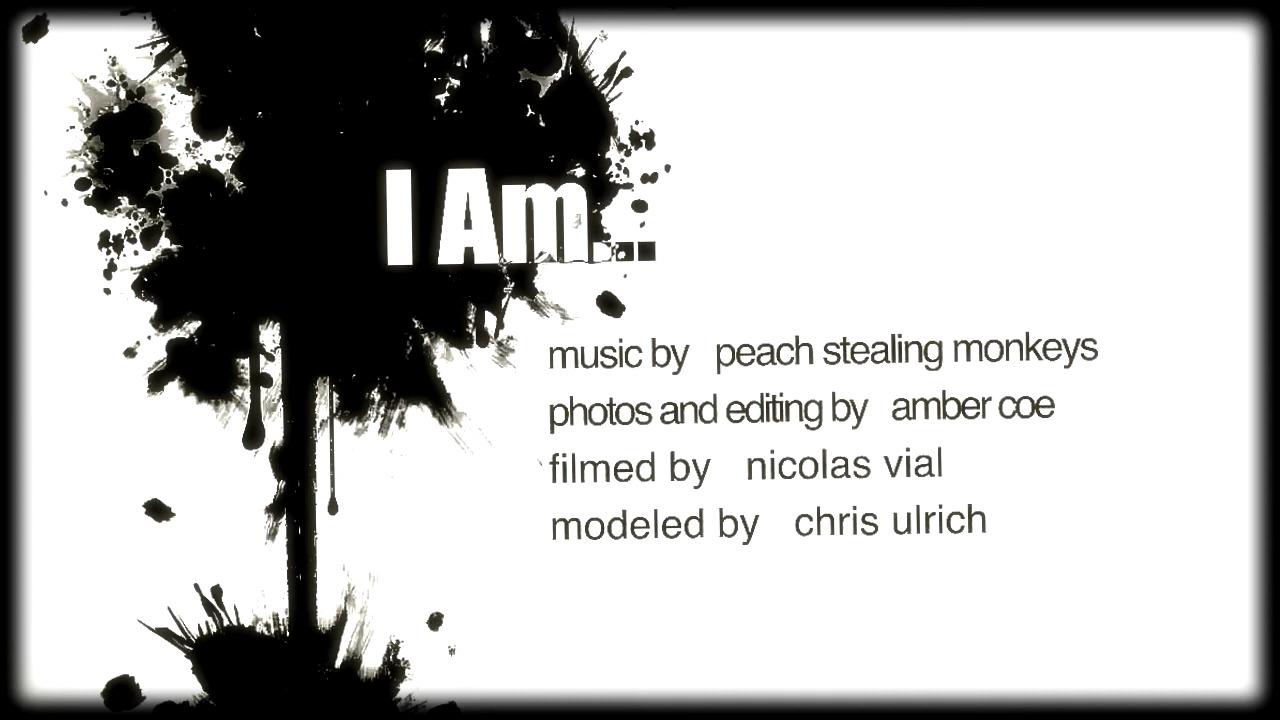 I Am...
music by peach stealing monkeys
photos and editing by amber coe
filmed by nicolas vial
modeled by chris ulrich